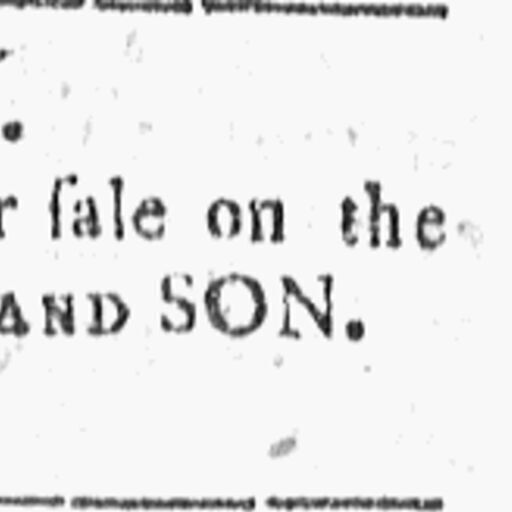 .
r ſale on the
AND SON.